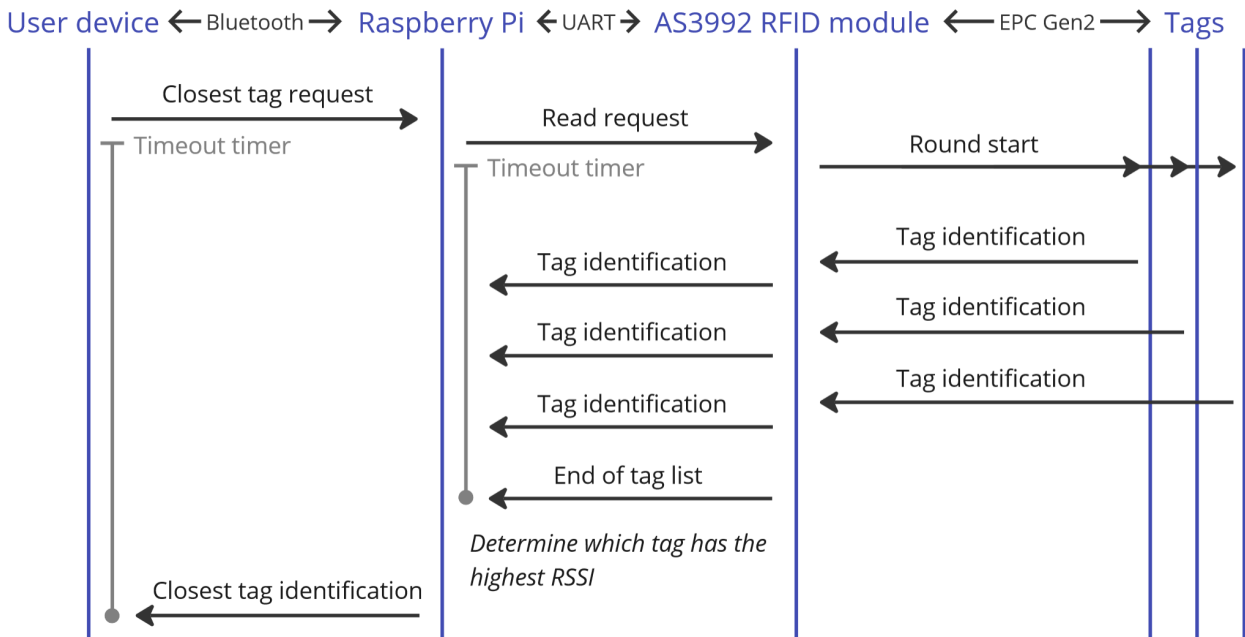 User device Bluetooth Raspberry Pi UART AS3992 RFID module EPC Gen2 Tags
Closest tag request
Read request
Timeout timer
Round start
Timeout timer
Tag identification
Tag identification
Tag identification
Tag identification
Tag identification
Tag identification
End of tag list
Determine which tag has the
highest RSSI
Closest tag identification